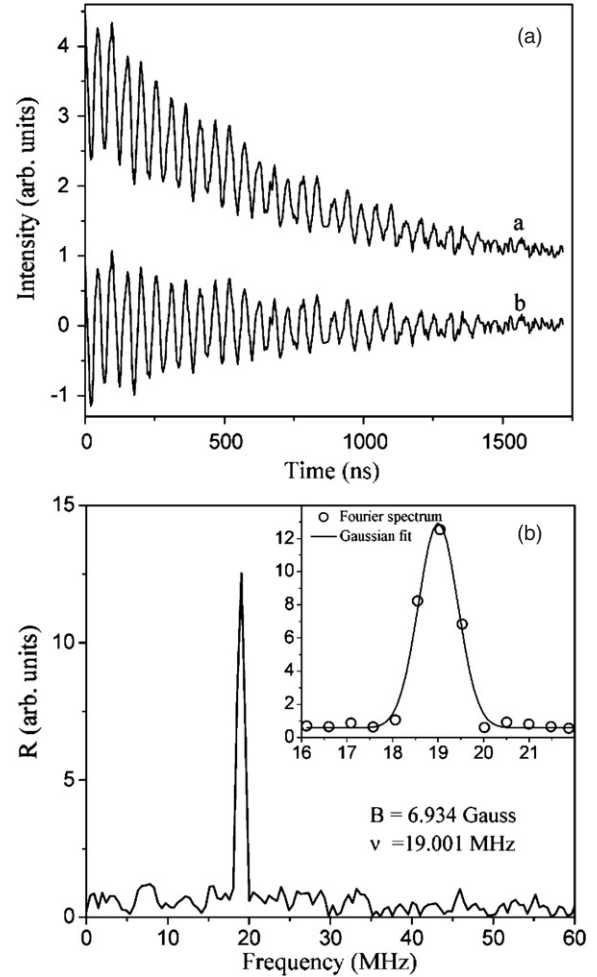 (a)
4
3
2
1
0
-1
Intensity (arb. units)
a
b
0
500
1000
1500
Time (ns)
(b)
15
10
5
0
R (arb. units)
Fourier spectrum
Gaussian fit
12
10
8
6
4
2
0
16 17 18 19 20 21
B = 6.934 Gauss
ν =19.001 MHz
0 10 20 30 40 50 60
Frequency (MHz)